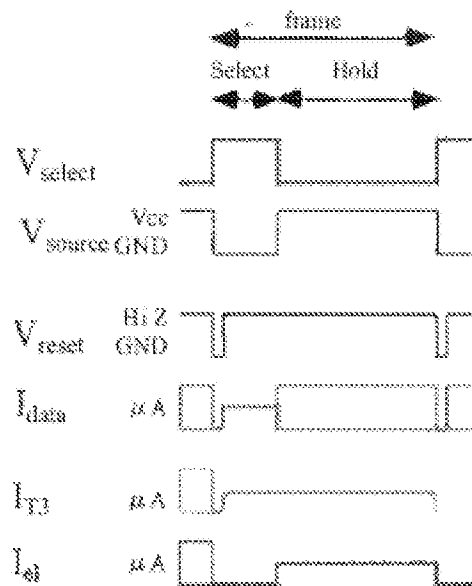 frame
Select Hold
Vselect
Vsource Vcc
GND
Vreset Hi Z
GND
Idata μA
IT3 μA
Iel μA